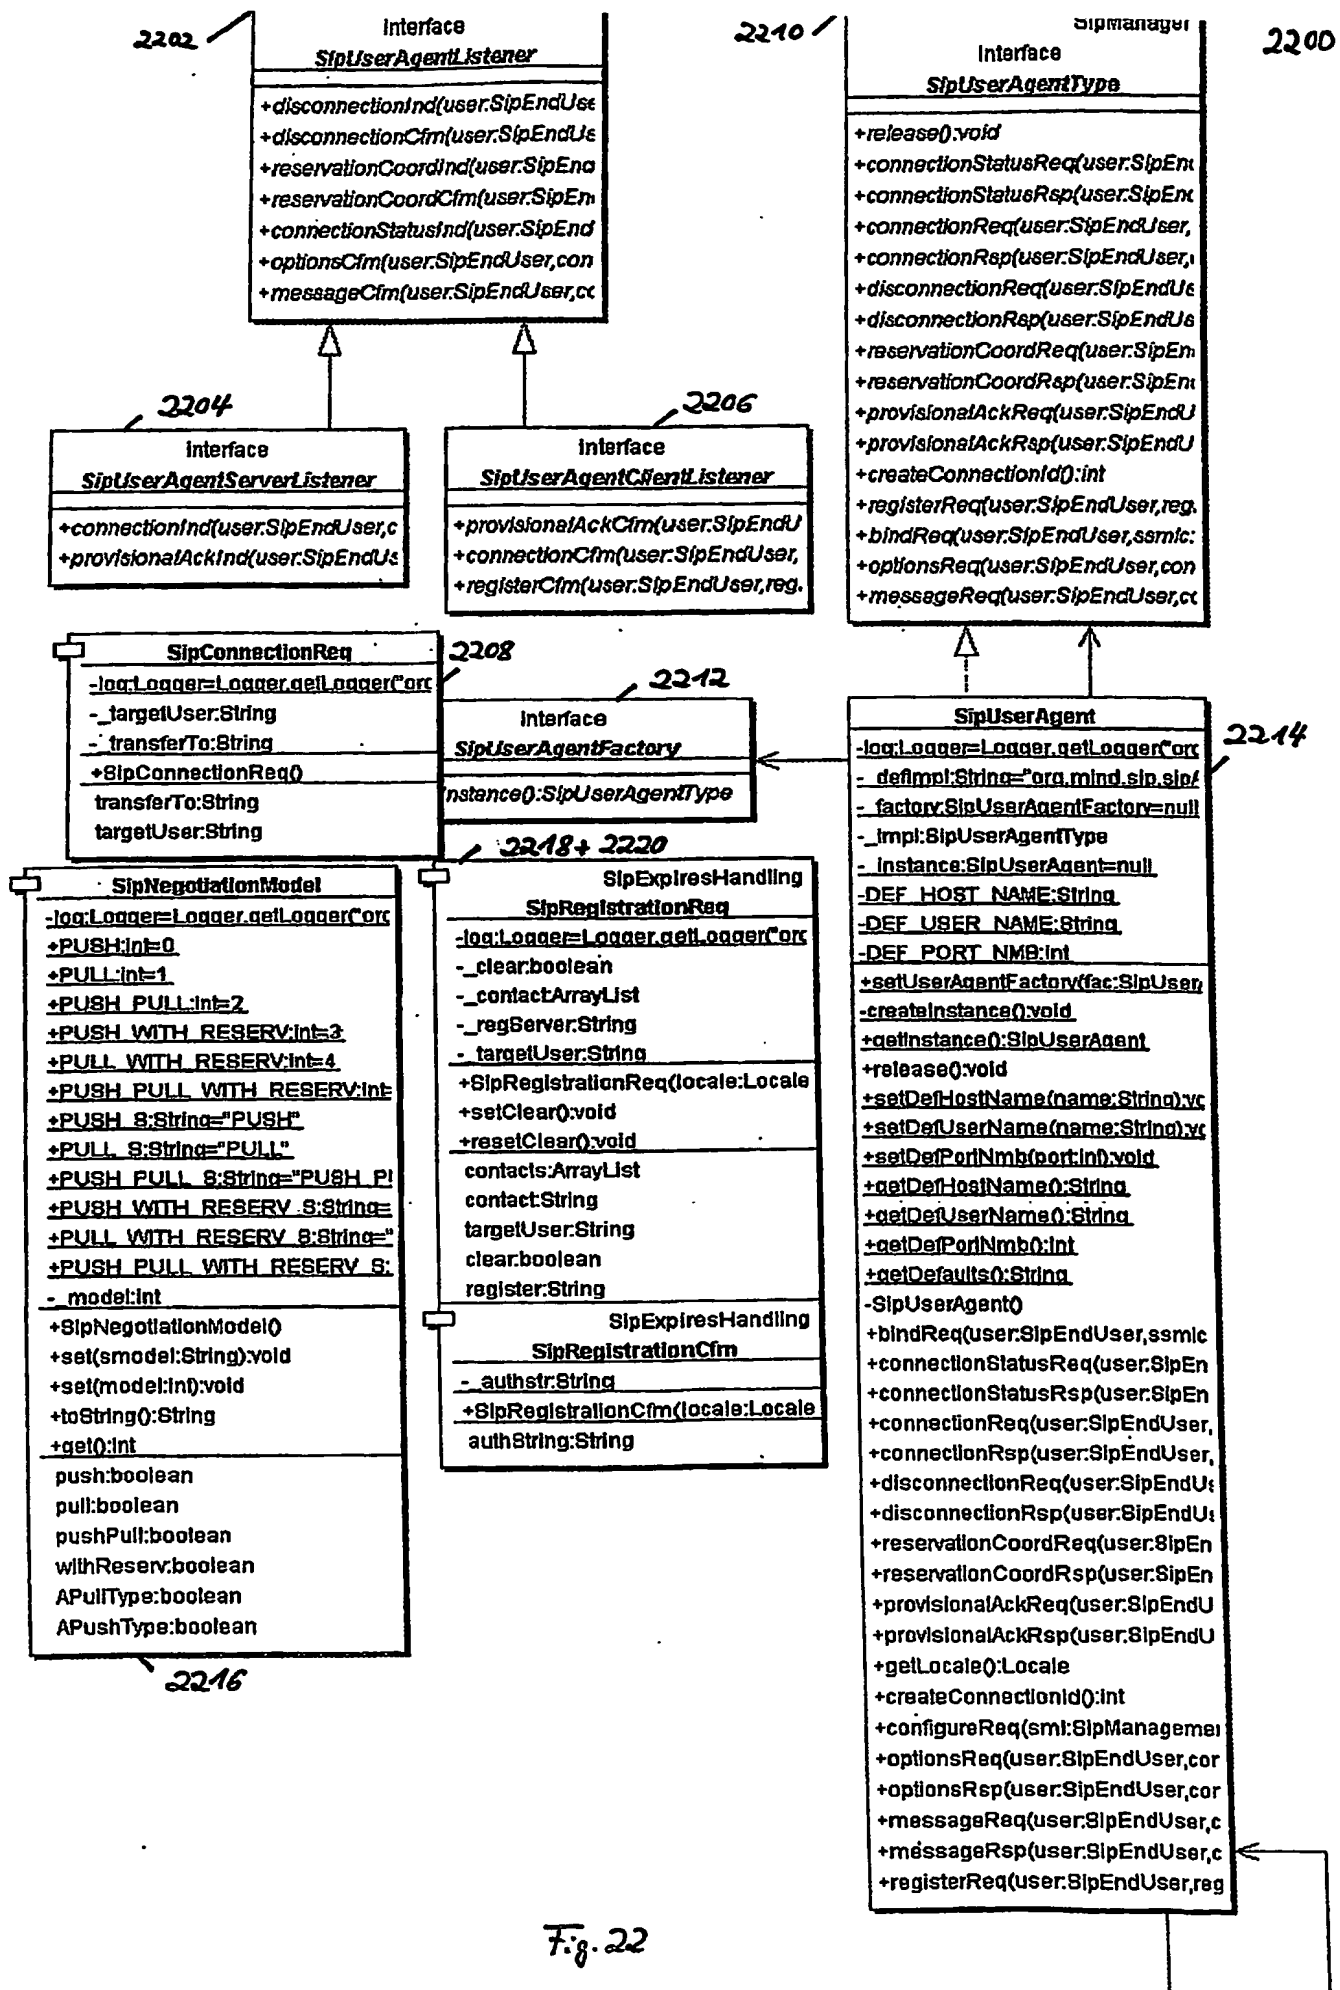 2202
Interface
SipUserAgentListener
+disconnectionInd(user:SipEndUse
+disconnectionCfm(user:SipEndUs
+reservationCoordInd(user:SipEnd
+reservationCoordCfm(user:SipEn
+connectionStatusInd(user:SipEnd
+optionsCfm(user:SipEndUser,con
+messageCfm(user:SipEndUser,cc
2210
2200
SipManager
Interface
SipUserAgentType
+release():void
+connectionStatusReq(user:SipEn
+connectionStatusRsp(user:SipEnc
+connectionReq(user:SipEndUser,
+connectionRsp(user:SipEndUser,
+disconnectionReq(user:SipEndUs
+disconnectionRsp(user:SipEndUs
+reservationCoordReq(user:SipEn
+reservationCoordRsp(user:SipEn
+provisionalAckReq(user:SipEndU
+provisionalAckRsp(user:SipEndU
+createConnectionId():int
+registerReq(user:SipEndUser,reg.
+bindReq(user:SipEndUser,ssmic:
+optionsReq(user:SipEndUser,con
+messageReq(user:SipEndUser,cc
2204
Interface
SipUserAgentServerListener
+connectionInd(user:SipEndUser,c
+provisionalAckInd(user:SipEndUs
2206
Interface
SipUserAgentClientListener
+provisionalAckCfm(user:SipEndU
+connectionCfm(user:SipEndUser,
+registerCfm(user:SipEndUser,reg.
SipConnectionReq
-log:Logger=Logger.getLogger("orc
-_targetUser:String
-_transferTo:String
+SipConnectionReq()
transferTo:String
targetUser:String
2208
2212
Interface
SipUserAgentFactory
nstance():SipUserAgentType
2214
SipUserAgent
-log:Logger=Logger.getLogger("orc
-_defImpl:String="org.mind.sip.sipA
-_factory:SipUserAgentFactory=null
-_impl:SipUserAgentType
-_instance:SipUserAgent=null
-DEF_HOST_NAME:String
-DEF_USER_NAME:String
-DEF_PORT_NMB:int
+setUserAgentFactory(fac:SipUser
-createInstance():void
+getInstance():SipUserAgent
+release():void
+setDefHostName(name:String):vc
+setDefUserName(name:String):vc
+setDefPortNmb(port:int):void
+getDefHostName():String
+getDefUserName():String
+getDefPortNmb():int
+getDefaults():String
-SipUserAgent()
+bindReq(user:SipEndUser,ssmic
+connectionStatusReq(user:SipEn
+connectionStatusRsp(user:SipEn
+connectionReq(user:SipEndUser,
+connectionRsp(user:SipEndUser,
+disconnectionReq(user:SipEndUs
+disconnectionRsp(user:SipEndUs
+reservationCoordReq(user:SipEn
+reservationCoordRsp(user:SipEn
+provisionalAckReq(user:SipEndU
+provisionalAckRsp(user:SipEndU
+getLocale():Locale
+createConnectionId():int
+configureReq(smi:SipManagemei
+optionsReq(user:SipEndUser,cor
+optionsRsp(user:SipEndUser,cor
+messageReq(user:SipEndUser,c
+messageRsp(user:SipEndUser,c
+registerReq(user:SipEndUser,reg
SipNegotiationModel
-log:Logger=Logger.getLogger("orc
+PUSH:int=0
+PULL:int=1
+PUSH_PULL:int=2
+PUSH_WITH_RESERV:int=3
+PULL_WITH_RESERV:int=4
+PUSH_PULL_WITH_RESERV:int=
+PUSH_S:String="PUSH"
+PULL_S:String="PULL"
+PUSH_PULL_S:String="PUSH_PI
+PUSH_WITH_RESERV_S:String=
+PULL_WITH_RESERV_S:String="
+PUSH_PULL_WITH_RESERV_S:
-_model:int
+SipNegotiationModel()
+set(smodel:String):void
+set(model:int):void
+toString():String
+get():int
push:boolean
pull:boolean
pushPull:boolean
withReserv:boolean
APullType:boolean
APushType:boolean
2216
2218+2220
SipExpiresHandling
SipRegistrationReq
-log:Logger=Logger.getLogger("orc
-_clear:boolean
-_contact:ArrayList
-_regServer:String
-_targetUser:String
+SipRegistrationReq(locale:Locale
+setClear():void
+resetClear():void
contacts:ArrayList
contact:String
targetUser:String
clear:boolean
register:String
SipExpiresHandling
SipRegistrationCfm
-_authstr:String
+SipRegistrationCfm(locale:Locale
authString:String
Fig. 22